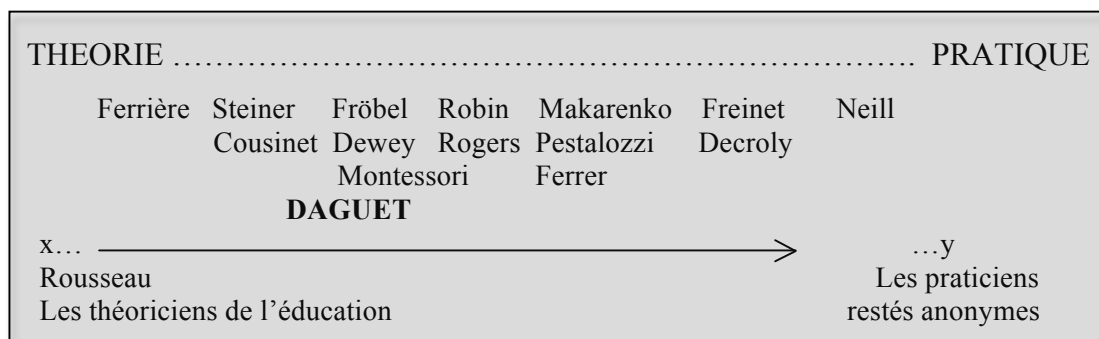 THEORIE ……………………………………………………………. PRATIQUE
Ferrière Steiner Fröbel Robin Makarenko Freinet Neill
Cousinet Dewey Rogers Pestalozzi Decroly
Montessori Ferrer
DAGUET
x… …y
Rousseau Les praticiens
Les théoriciens de l’éducation restés anonymes